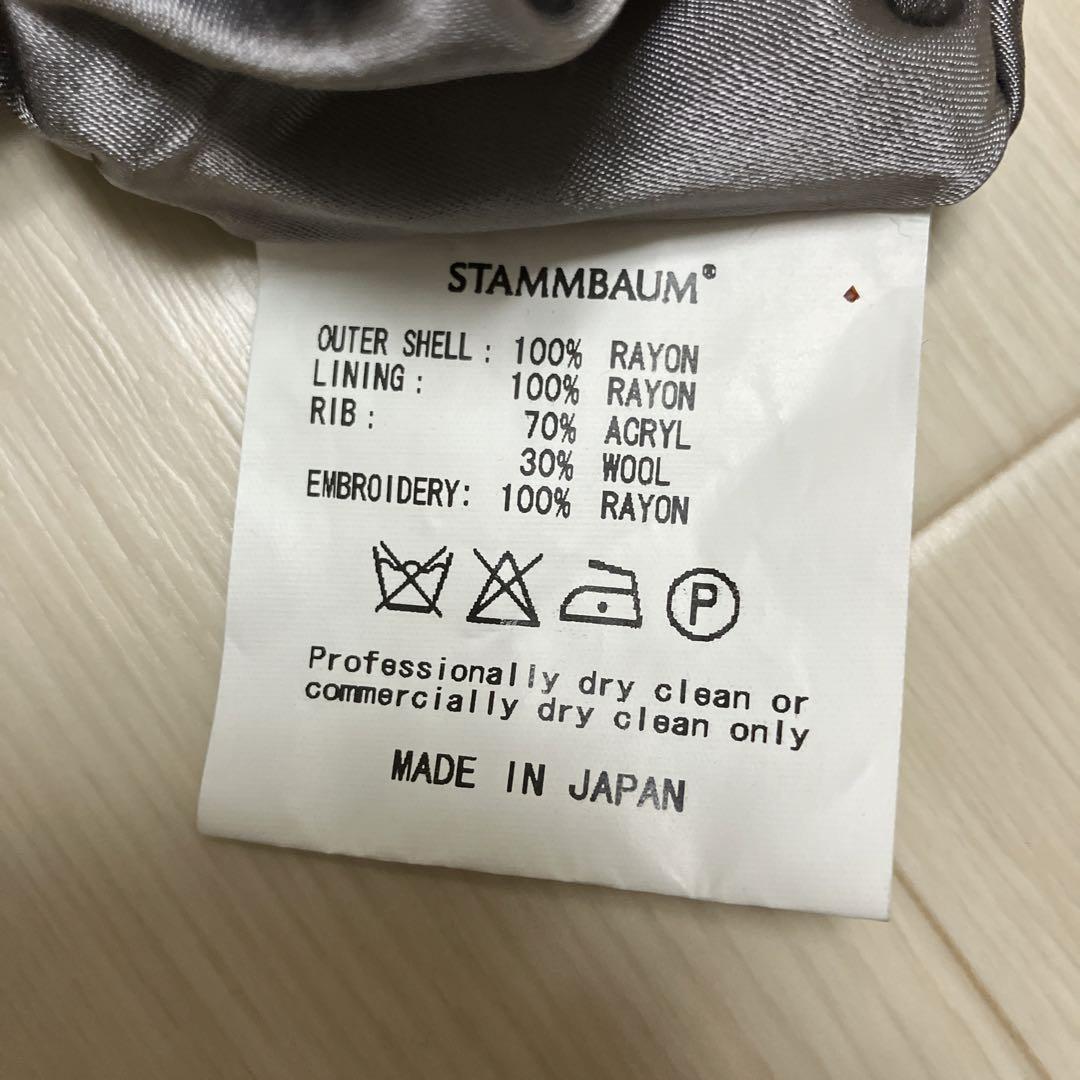 STAMMBAUM®
OUTER SHELL: 100% RAYON
LINING: 100% RAYON
RIB: 70% ACRYL
30% WOOL
EMBROIDERY: 100% RAYON
P
Professionally dry clean or
commercially dry clean only
MADE IN JAPAN